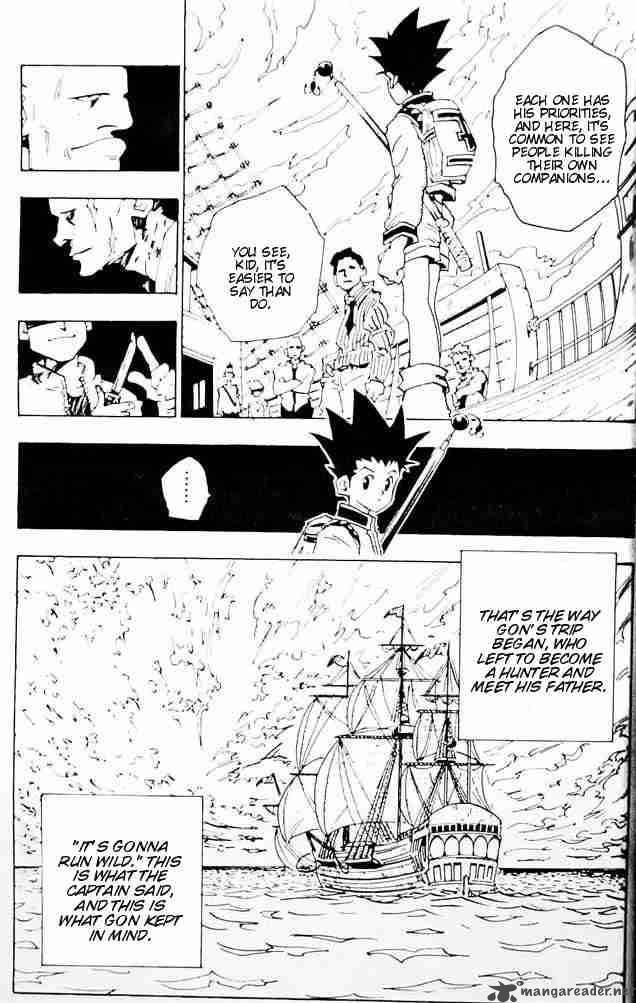 EACH ONE HAS
HIS PRIORITIES,
AND HERE, IT'S
COMMON TO SEE
PEOPLE KILLING
THEIR OWN
COMPANIONS...
YOU SEE,
KID, IT'S
EASIER TO
SAY THAN
DO.
......
THAT'S THE WAY
GON'S TRIP
BEGAN, WHO
LEFT TO BECOME
A HUNTER AND
MEET HIS FATHER.
"IT'S GONNA
RUN WILD." THIS
IS WHAT THE
CAPTAIN SAID,
AND THIS IS
WHAT GON KEPT
IN MIND.
mangareader.net